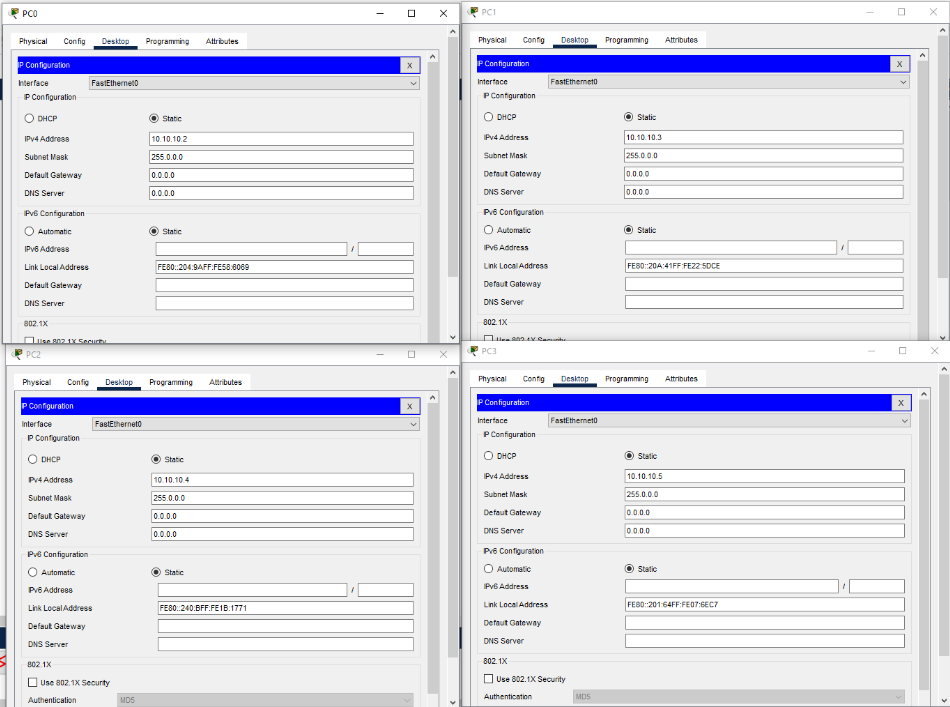 PC0
Physical Config Desktop Programming Attributes
IP Configuration X
Interface FastEthernet0
IP Configuration
DHCP Static
IPv4 Address 10.10.10.2
Subnet Mask 255.0.0.0
Default Gateway 0.0.0.0
DNS Server 0.0.0.0
IPv6 Configuration
Automatic Static
IPv6 Address /
Link Local Address FE80::204:9AFF:FE58:6069
Default Gateway
DNS Server
802.1X
Use 802.1X Security
PC1
Physical Config Desktop Programming Attributes
IP Configuration X
Interface FastEthernet0
IP Configuration
DHCP Static
IPv4 Address 10.10.10.3
Subnet Mask 255.0.0.0
Default Gateway 0.0.0.0
DNS Server 0.0.0.0
IPv6 Configuration
Automatic Static
IPv6 Address /
Link Local Address FE80::20A:41FF:FE22:5DCE
Default Gateway
DNS Server
802.1X
Use 802.1X Security
PC2
Physical Config Desktop Programming Attributes
IP Configuration X
Interface FastEthernet0
IP Configuration
DHCP Static
IPv4 Address 10.10.10.4
Subnet Mask 255.0.0.0
Default Gateway 0.0.0.0
DNS Server 0.0.0.0
IPv6 Configuration
Automatic Static
IPv6 Address /
Link Local Address FE80::240:BFF:FE1B:1771
Default Gateway
DNS Server
802.1X
Use 802.1X Security
Authentication MD5
PC3
Physical Config Desktop Programming Attributes
IP Configuration X
Interface FastEthernet0
IP Configuration
DHCP Static
IPv4 Address 10.10.10.5
Subnet Mask 255.0.0.0
Default Gateway 0.0.0.0
DNS Server 0.0.0.0
IPv6 Configuration
Automatic Static
IPv6 Address /
Link Local Address FE80::201:64FF:FE07:6EC7
Default Gateway
DNS Server
802.1X
Use 802.1X Security
Authentication MD5